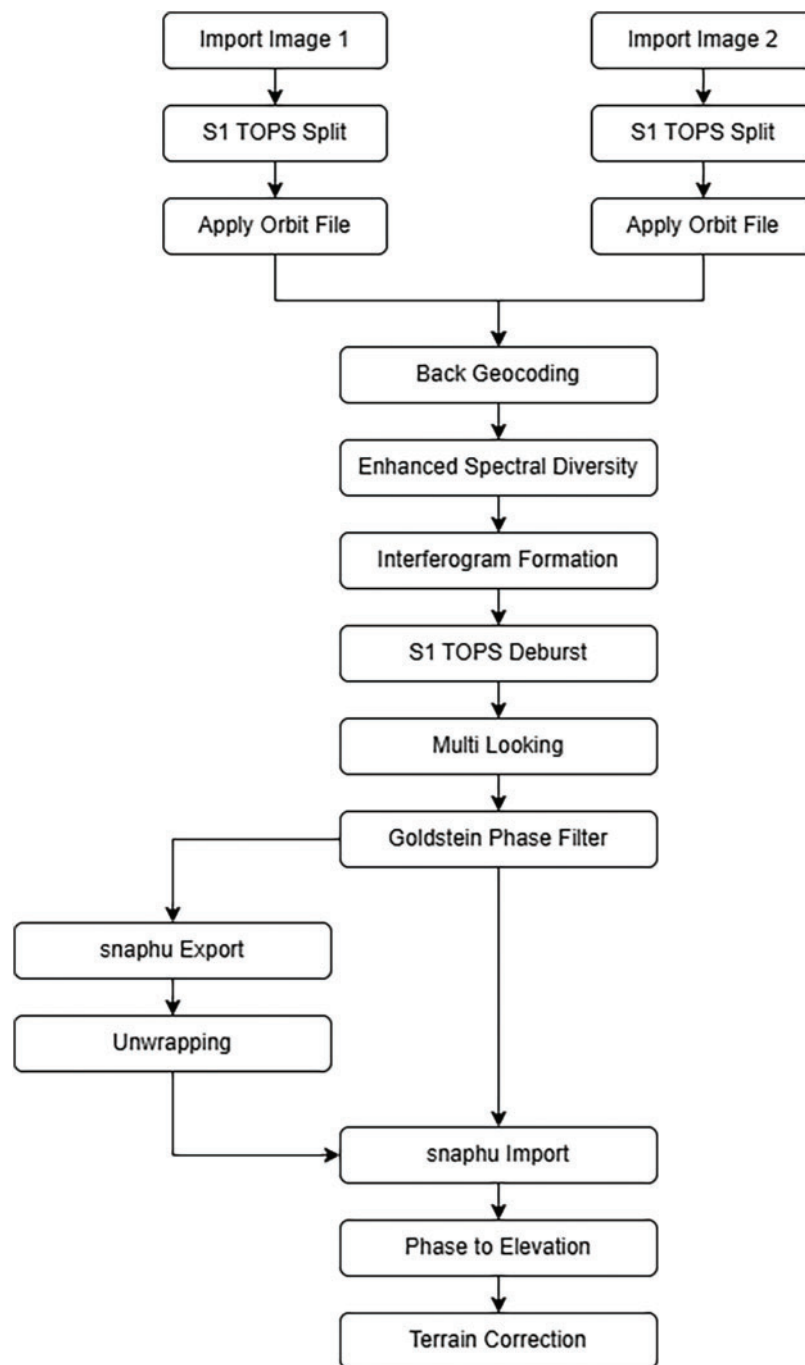 Import Image 1
Import Image 2
S1 TOPS Split
S1 TOPS Split
Apply Orbit File
Apply Orbit File
Back Geocoding
Enhanced Spectral Diversity
Interferogram Formation
S1 TOPS Deburst
Multi Looking
Goldstein Phase Filter
snaphu Export
Unwrapping
snaphu Import
Phase to Elevation
Terrain Correction